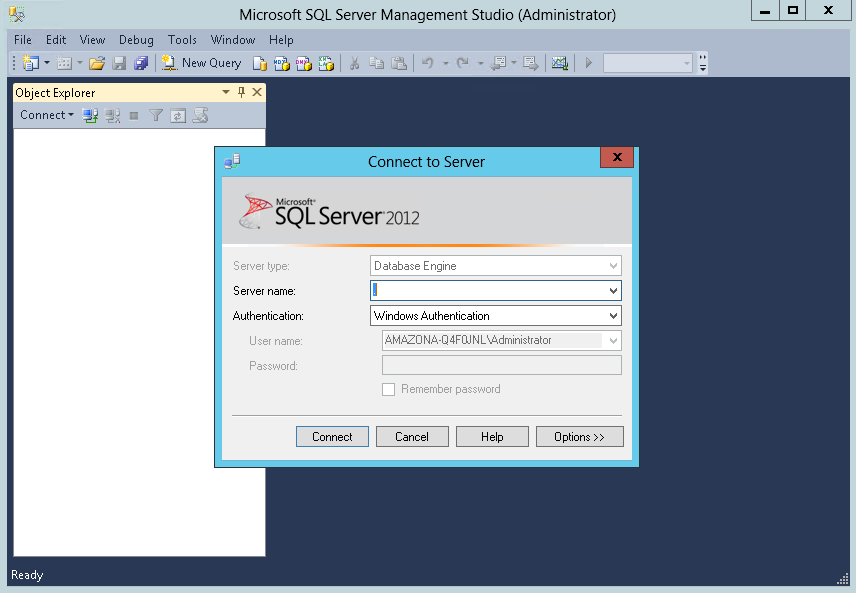 Microsoft SQL Server Management Studio (Administrator)
File Edit View Debug Tools Window Help
New Query
Object Explorer
Connect
Connect to Server
Microsoft®
SQL Server® 2012
Server type: Database Engine
Server name: .
Authentication: Windows Authentication
User name: AMAZONA-Q4F0JNL\Administrator
Password:
Remember password
Connect Cancel Help Options >>
Ready